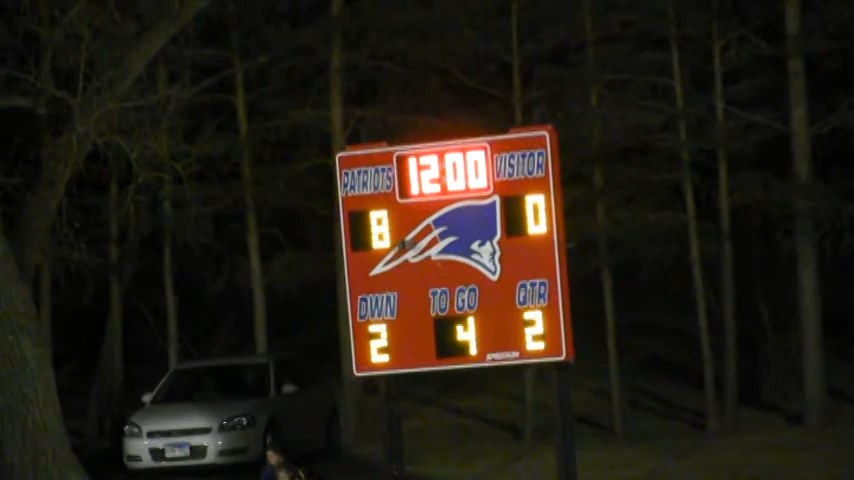 PATRIOTS 12 00 VISITOR
8 0
DWN TO GO QTR
2 4 2